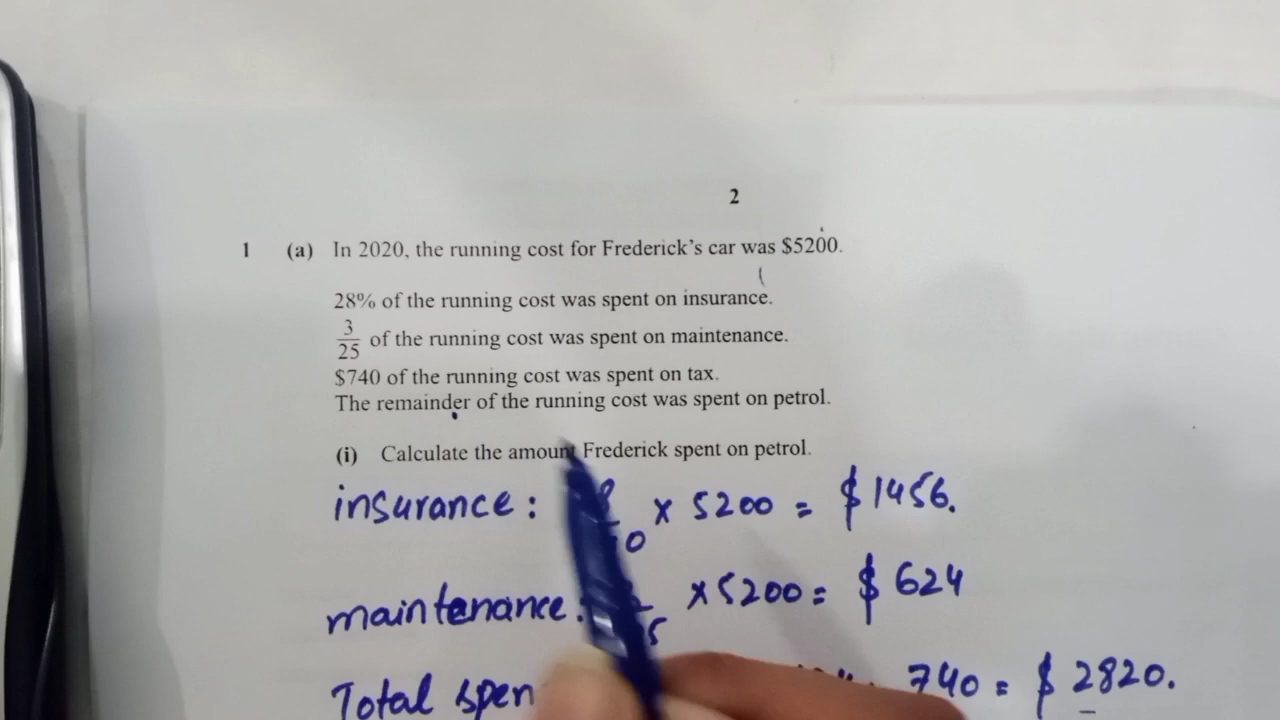 2
1 (a) In 2020, the running cost for Frederick's car was $5200.
28% of the running cost was spent on insurance.
3/25 of the running cost was spent on maintenance.
$740 of the running cost was spent on tax.
The remainder of the running cost was spent on petrol.
(i) Calculate the amount Frederick spent on petrol.
insurance: x 5200 = $1456.
maintenance: x 5200 = $ 624
Total 740 = $ 2820.